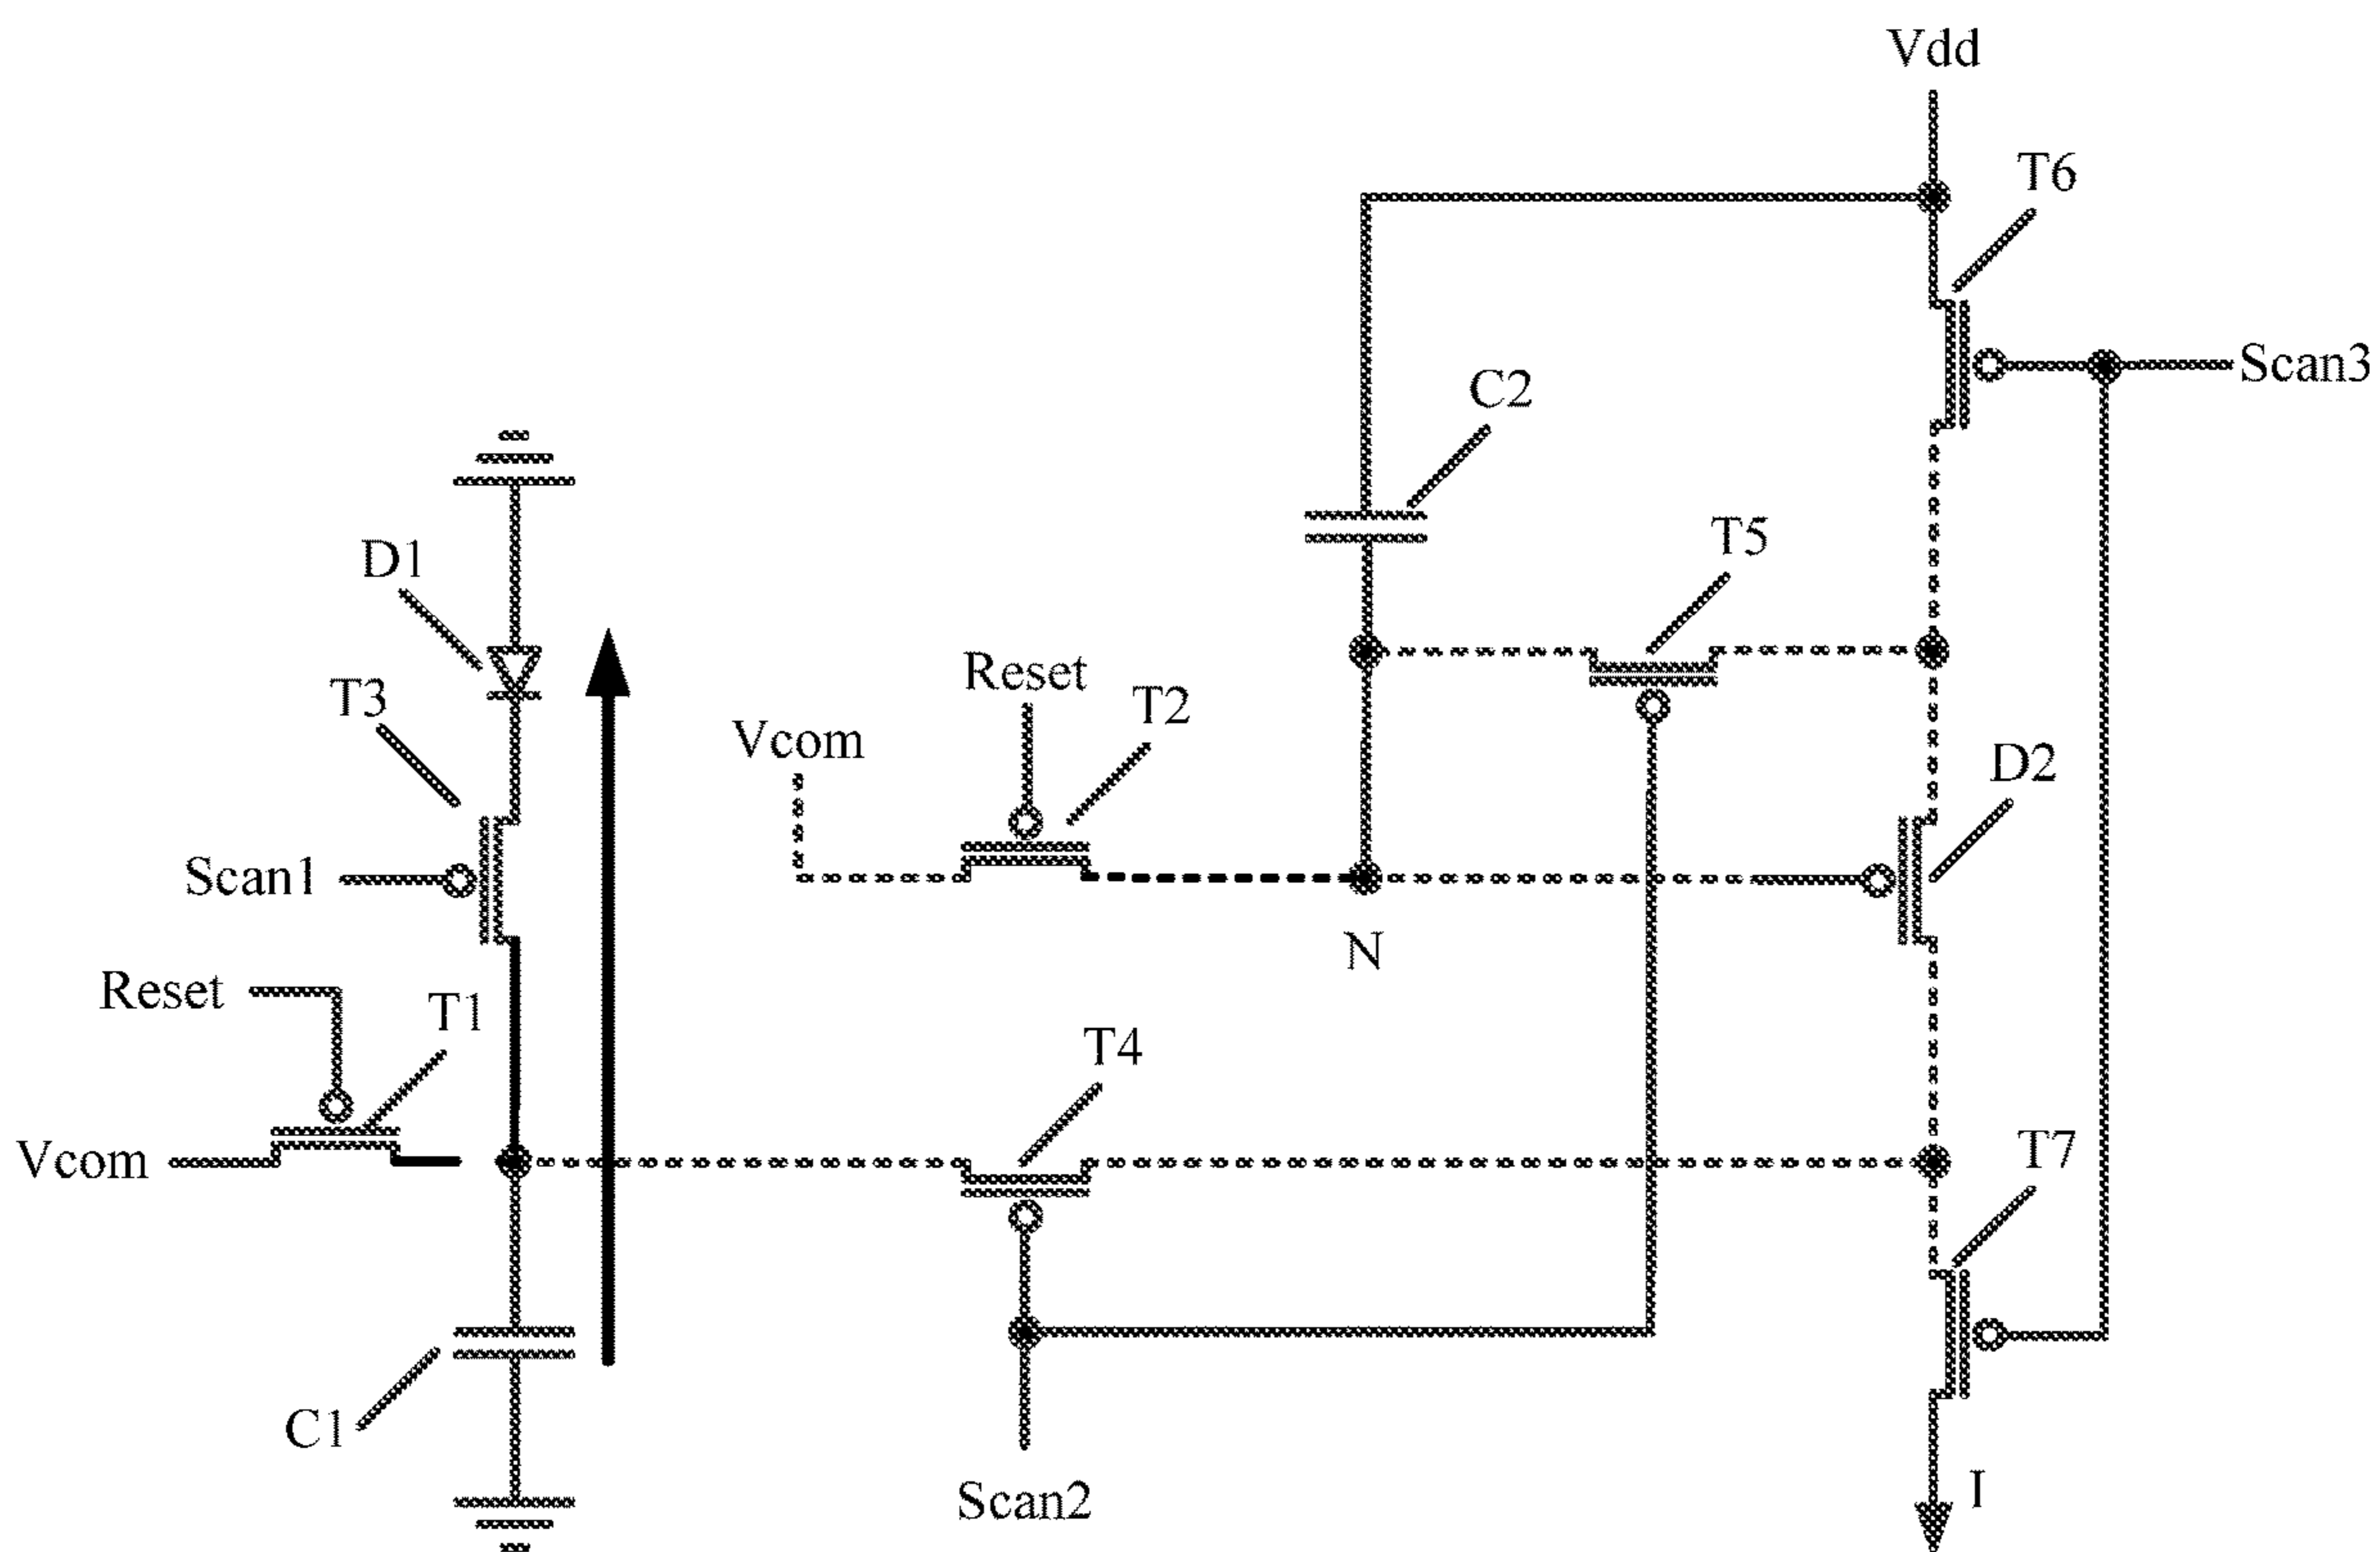 Vdd
T6
Scan3
C2
T5
D1
Reset
T2
T3
Vcom
D2
Scan1
N
Reset
T1
T4
T7
Vcom
C1
I
Scan2